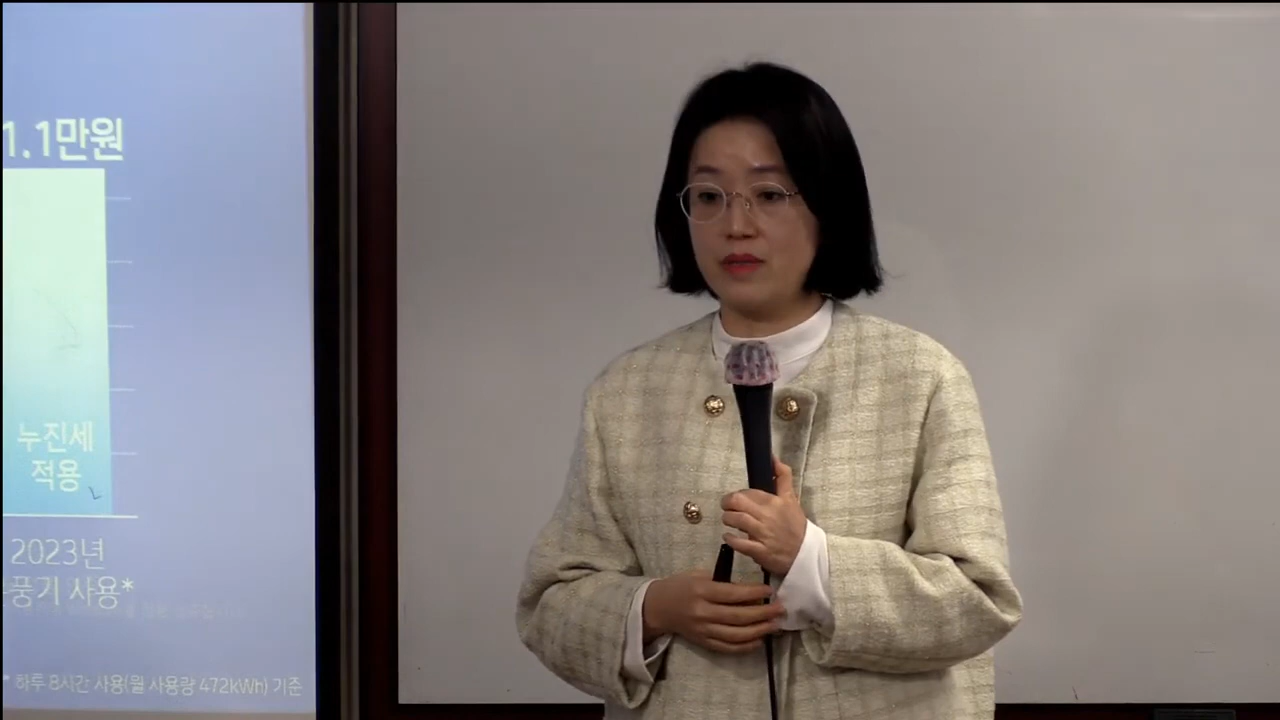 1.1만원
누진세
적용
2023년
풍기 사용*
* 하루 8시간 사용(월 사용량 472kWh) 기준